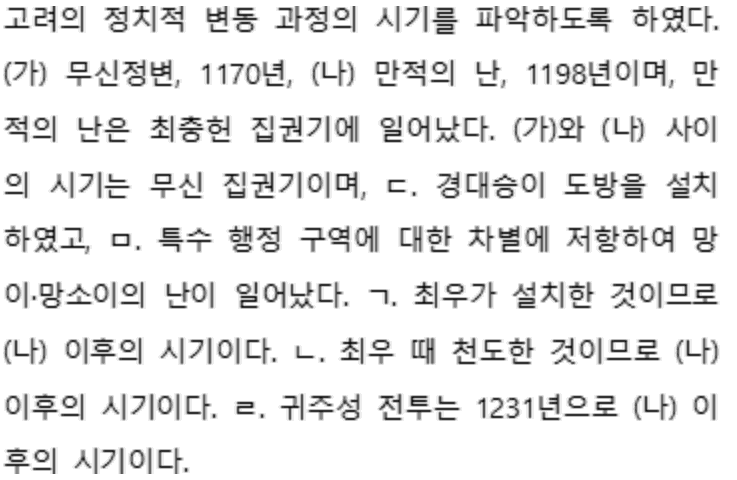 고려의 정치적 변동 과정의 시기를 파악하도록 하였다.
(가) 무신정변, 1170년, (나) 만적의 난, 1198년이며, 만
적의 난은 최충헌 집권기에 일어났다. (가)와 (나) 사이
의 시기는 무신 집권기이며, ㄷ. 경대승이 도방을 설치
하였고, ㅁ. 특수 행정 구역에 대한 차별에 저항하여 망
이·망소이의 난이 일어났다. ㄱ. 최우가 설치한 것이므로
(나) 이후의 시기이다. ㄴ. 최우 때 천도한 것이므로 (나)
이후의 시기이다. ㄹ. 귀주성 전투는 1231년으로 (나) 이
후의 시기이다.